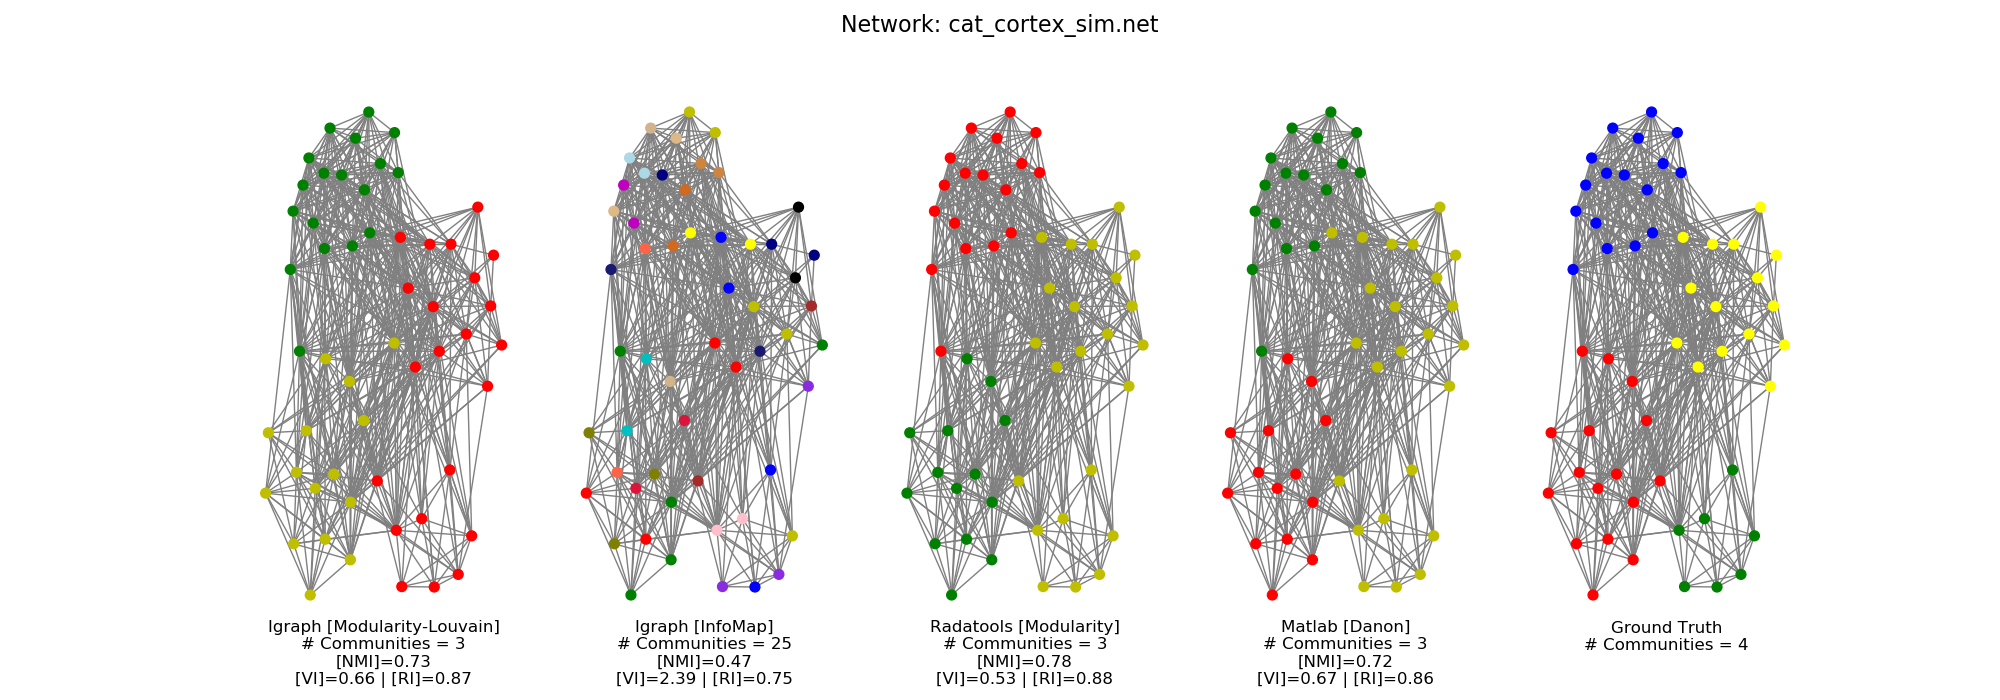 Network: cat_cortex_sim.net
Igraph [Modularity-Louvain]
# Communities = 3
[NMI]=0.73
[VI]=0.66 | [RI]=0.87
Igraph [InfoMap]
# Communities = 25
[NMI]=0.47
[VI]=2.39 | [RI]=0.75
Radatools [Modularity]
# Communities = 3
[NMI]=0.78
[VI]=0.53 | [RI]=0.88
Matlab [Danon]
# Communities = 3
[NMI]=0.72
[VI]=0.67 | [RI]=0.86
Ground Truth
# Communities = 4